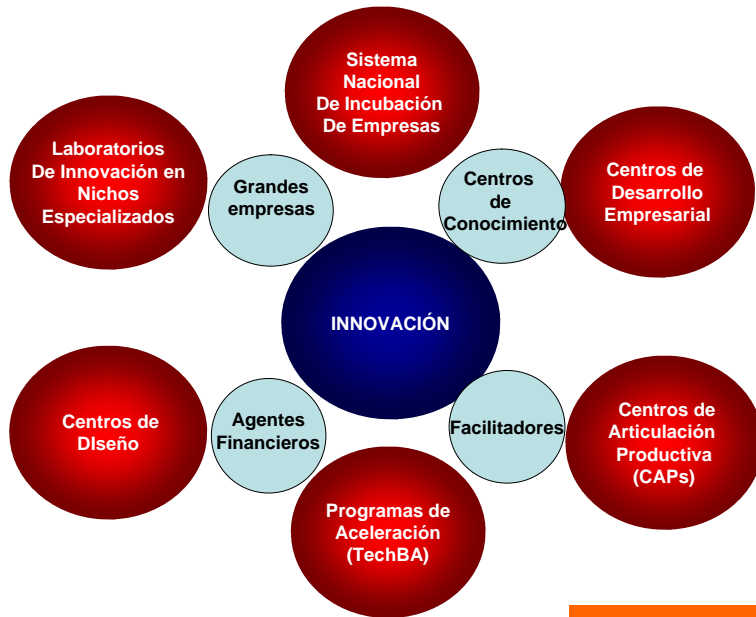 Sistema
Nacional
De Incubación
De Empresas
Laboratorios
De Innovación en
Nichos
Especializados
Grandes
empresas
Centros
de
Conocimiento
Centros de
Desarrollo
Empresarial
INNOVACIÓN
Centros de
DIseño
Agentes
Financieros
Facilitadores
Centros de
Articulación
Productiva
(CAPs)
Programas de
Aceleración
(TechBA)